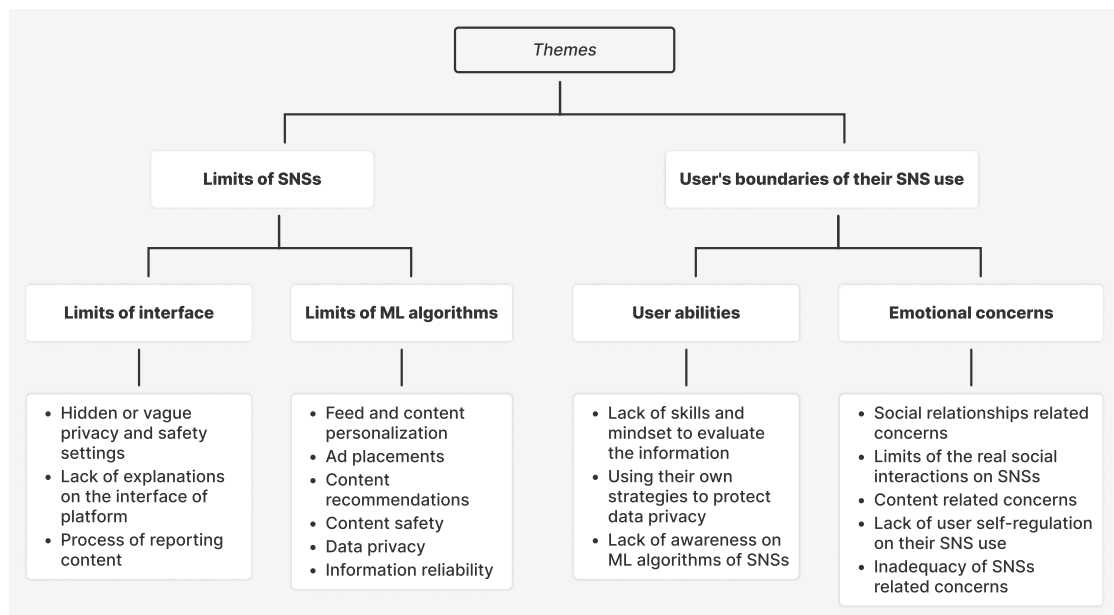 Themes
Limits of SNSs
User's boundaries of their SNS use
Limits of interface
Limits of ML algorithms
User abilities
Emotional concerns
• Hidden or vague
privacy and safety
settings
• Lack of explanations
on the interface of
platform
• Process of reporting
content
• Feed and content
personalization
• Ad placements
• Content
recommendations
• Content safety
• Data privacy
• Information reliability
• Lack of skills and
mindset to evaluate
the information
• Using their own
strategies to protect
data privacy
• Lack of awareness on
ML algorithms of SNSs
• Social relationships related
concerns
• Limits of the real social
interactions on SNSs
• Content related concerns
• Lack of user self-regulation
on their SNS use
• Inadequacy of SNSs
related concerns